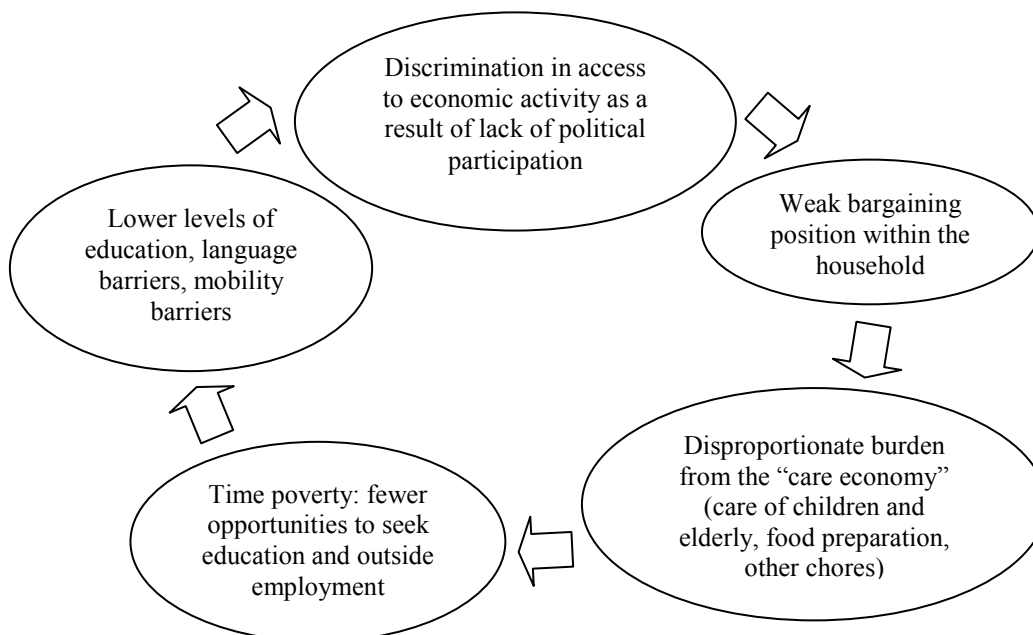 Discrimination in access
to economic activity as a
result of lack of political
participation
Weak bargaining
position within the
household
Disproportionate burden
from the “care economy”
(care of children and
elderly, food preparation,
other chores)
Time poverty: fewer
opportunities to seek
education and outside
employment
Lower levels of
education, language
barriers, mobility
barriers